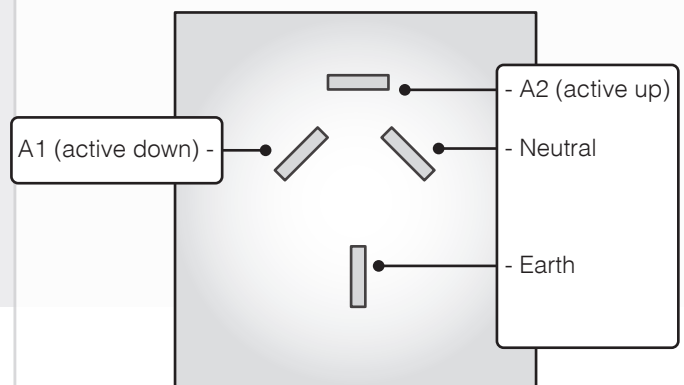 - A2 (active up)
A1 (active down) -
- Neutral
- Earth